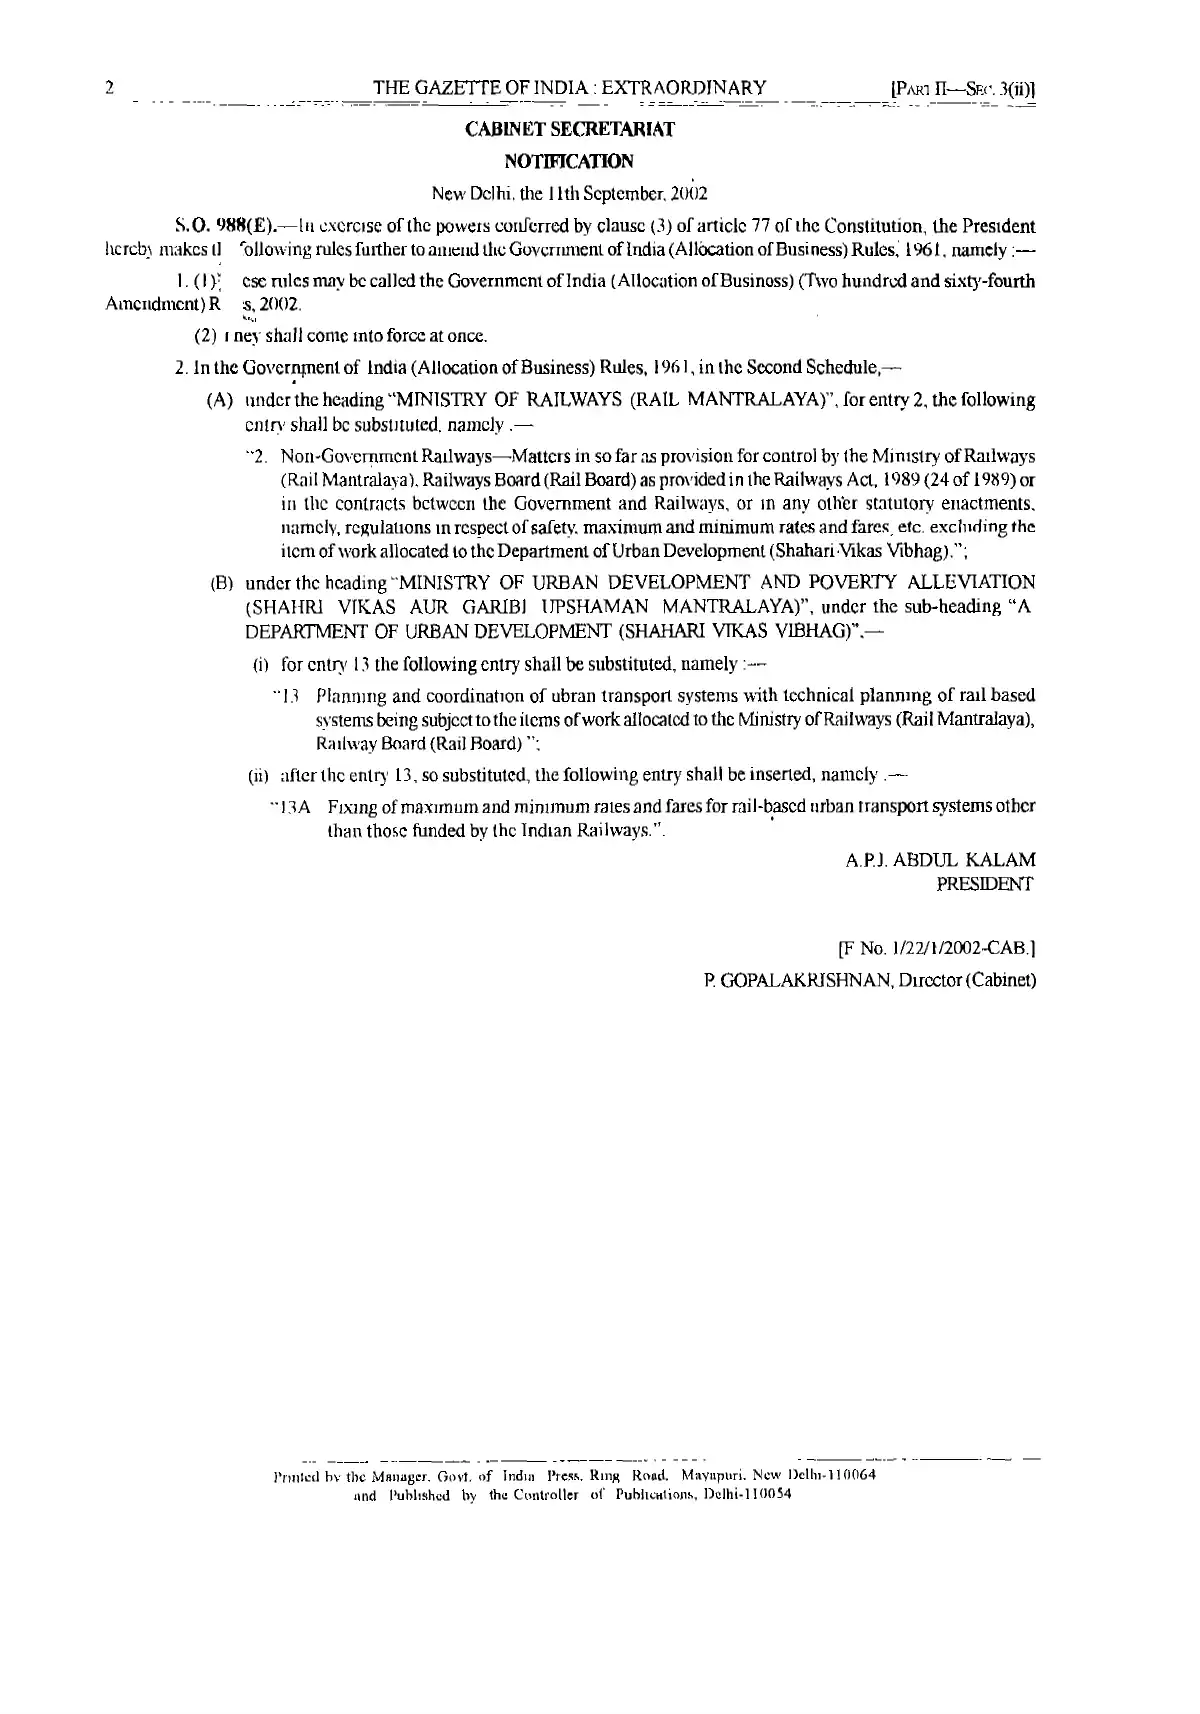 2 THE GAZETTE OF INDIA : EXTRAORDINARY [PART II—SEC. 3(ii)]
CABINET SECRETARIAT
NOTIFICATION
New Delhi, the 11th September, 2002
S.O. 988(E).—In exercise of the powers conferred by clause (3) of article 77 of the Constitution, the President
hereby makes following rules further to amend the Government of India (Allocation of Business) Rules, 1961, namely :—
1. (1) ese rules may be called the Government of India (Allocation of Businoss) (Two hundred and sixty-fourth
Amendment) R s, 2002.
(2) They shall come into force at once.
2. In the Government of India (Allocation of Business) Rules, 1961, in the Second Schedule,—
(A) under the heading "MINISTRY OF RAILWAYS (RAIL MANTRALAYA)", for entry 2, the following
entry shall be substituted, namely .—
"2. Non-Government Railways—Matters in so far as provision for control by the Ministry of Railways
(Rail Mantralaya), Railways Board (Rail Board) as provided in the Railways Act, 1989 (24 of 1989) or
in the contracts between the Government and Railways, or in any other statutory enactments,
namely, regulations in respect of safety, maximum and minimum rates and fares, etc. excluding the
item of work allocated to the Department of Urban Development (Shahari Vikas Vibhag).";
(B) under the heading "MINISTRY OF URBAN DEVELOPMENT AND POVERTY ALLEVIATION
(SHAHRI VIKAS AUR GARIBI UPSHAMAN MANTRALAYA)", under the sub-heading "A
DEPARTMENT OF URBAN DEVELOPMENT (SHAHARI VIKAS VIBHAG)",—
(i) for entry 13 the following entry shall be substituted, namely :—
"13 Planning and coordination of ubran transport systems with technical planning of rail based
systems being subject to the items of work allocated to the Ministry of Railways (Rail Mantralaya),
Railway Board (Rail Board) ";
(ii) after the entry 13, so substituted, the following entry shall be inserted, namely .—
"13A Fixing of maximum and minimum rates and fares for rail-based urban transport systems other
than those funded by the Indian Railways.".
A.P.J. ABDUL KALAM
PRESIDENT
[F No. 1/22/1/2002-CAB.]
P. GOPALAKRISHNAN, Director (Cabinet)
Printed by the Manager, Govt. of India Press, Ring Road, Mayapuri, New Delhi-110064
and Published by the Controller of Publications, Delhi-110054